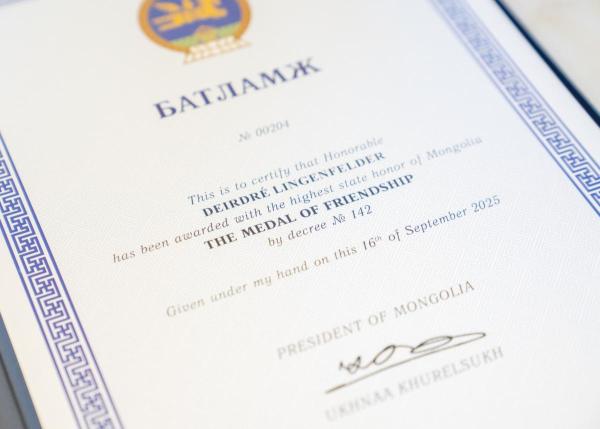 БАТЛАМЖ
№ 00204
This is to certify that Honorable
DEIRDRÉ LINGENFELDER
has been awarded with the highest state honor of Mongolia
THE MEDAL OF FRIENDSHIP
by decree № 142
Given under my hand on this 16th of September 2025
PRESIDENT OF MONGOLIA
UKHNAA KHURELSUKH